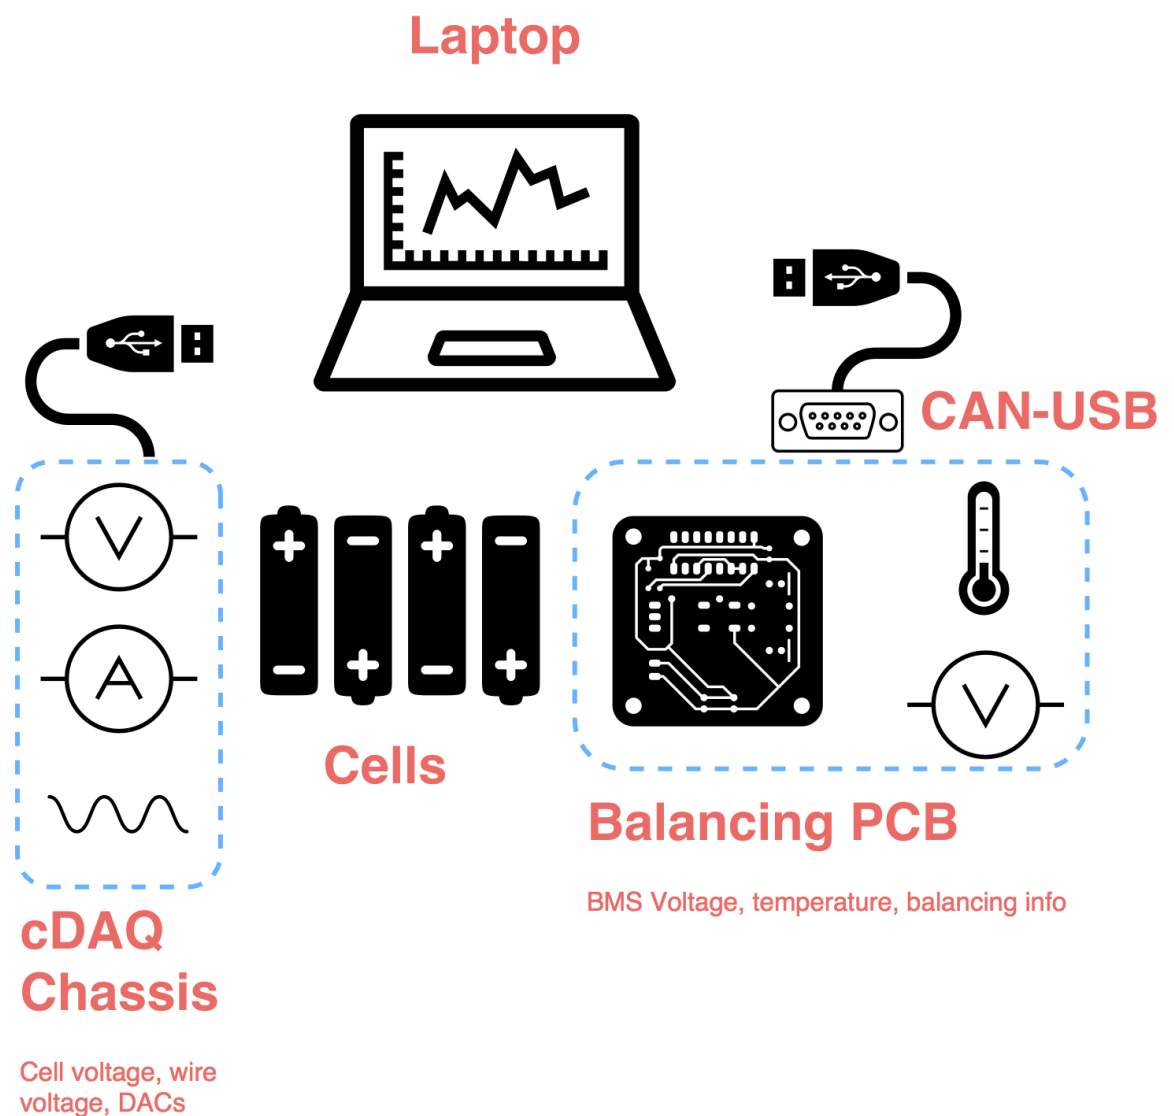 Laptop
CAN-USB
V
A
V
Cells
Balancing PCB
BMS Voltage, temperature, balancing info
cDAQ
Chassis
Cell voltage, wire
voltage, DACs